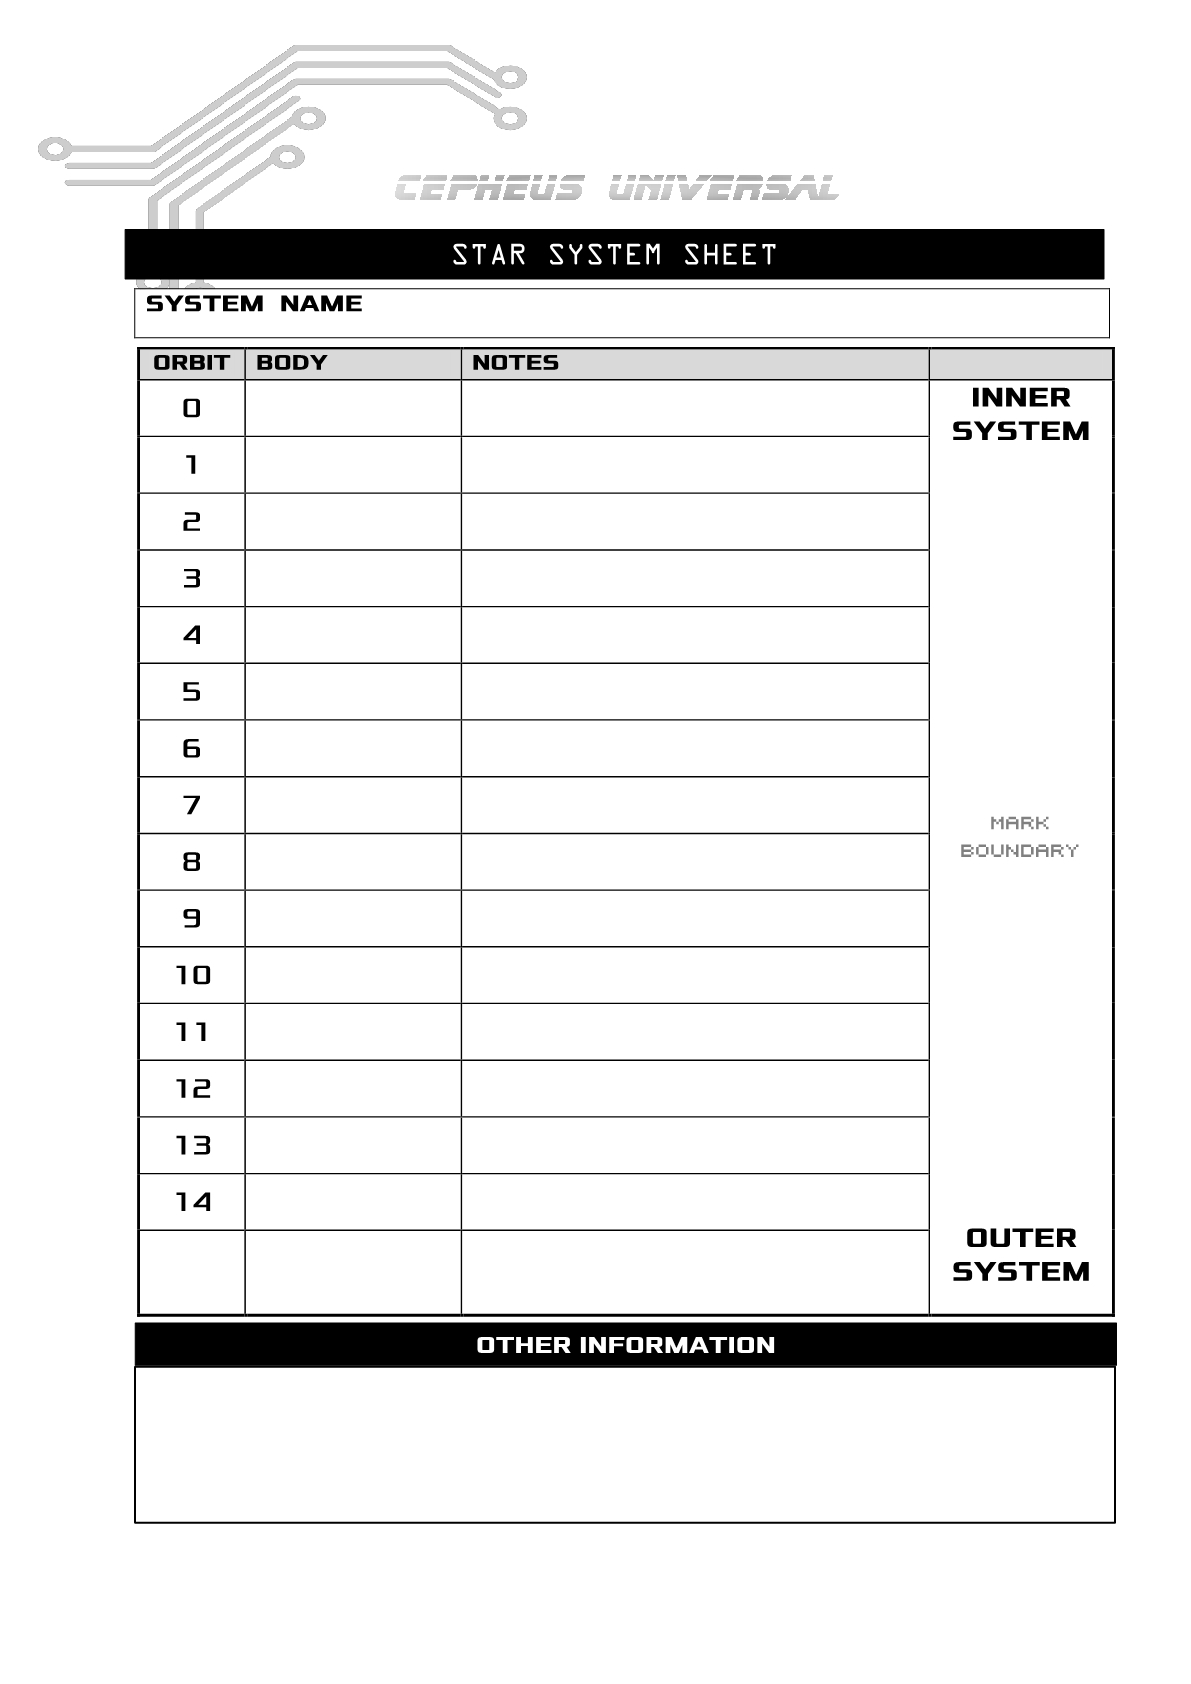 CEPHEUS UNIVERSAL
STAR SYSTEM SHEET
SYSTEM NAME
ORBIT BODY NOTES
0
INNER
SYSTEM
1
2
3
4
5
6
7
MARK
BOUNDARY
8
9
10
11
12
13
14
OUTER
SYSTEM
OTHER INFORMATION